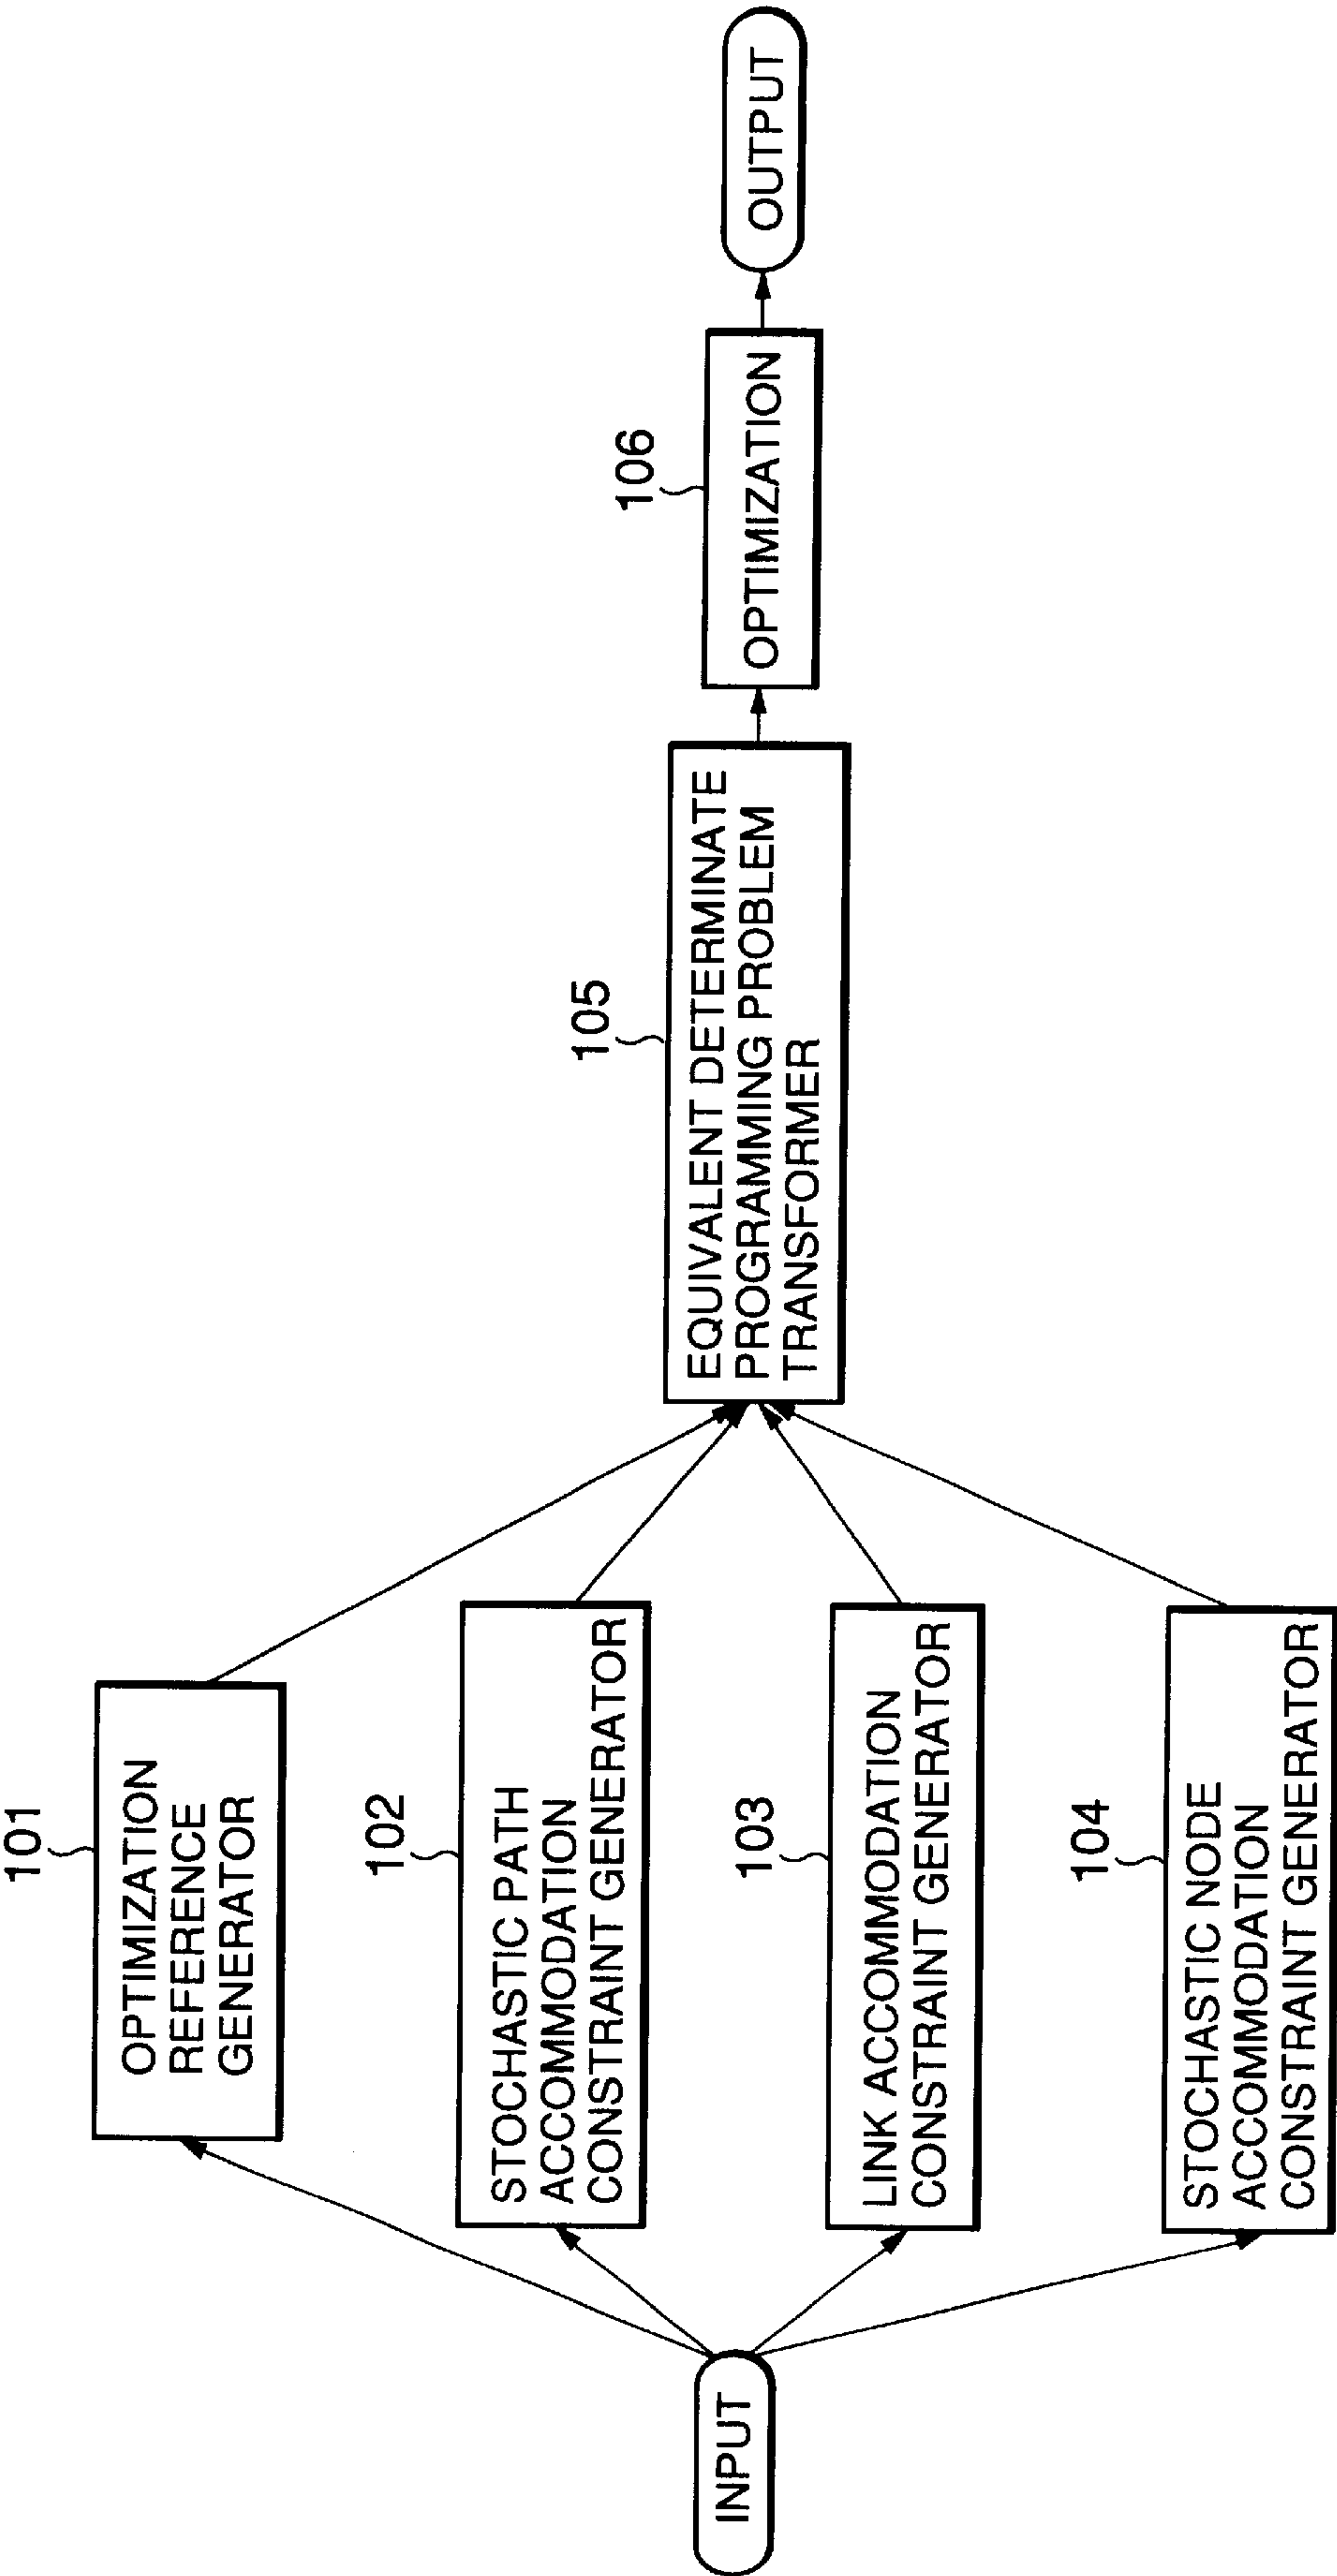 INPUT
101
OPTIMIZATION
REFERENCE
GENERATOR
102
STOCHASTIC PATH
ACCOMMODATION
CONSTRAINT GENERATOR
103
LINK ACCOMMODATION
CONSTRAINT GENERATOR
104
STOCHASTIC NODE
ACCOMMODATION
CONSTRAINT GENERATOR
105
EQUIVALENT DETERMINATE
PROGRAMMING PROBLEM
TRANSFORMER
106
OPTIMIZATION
OUTPUT